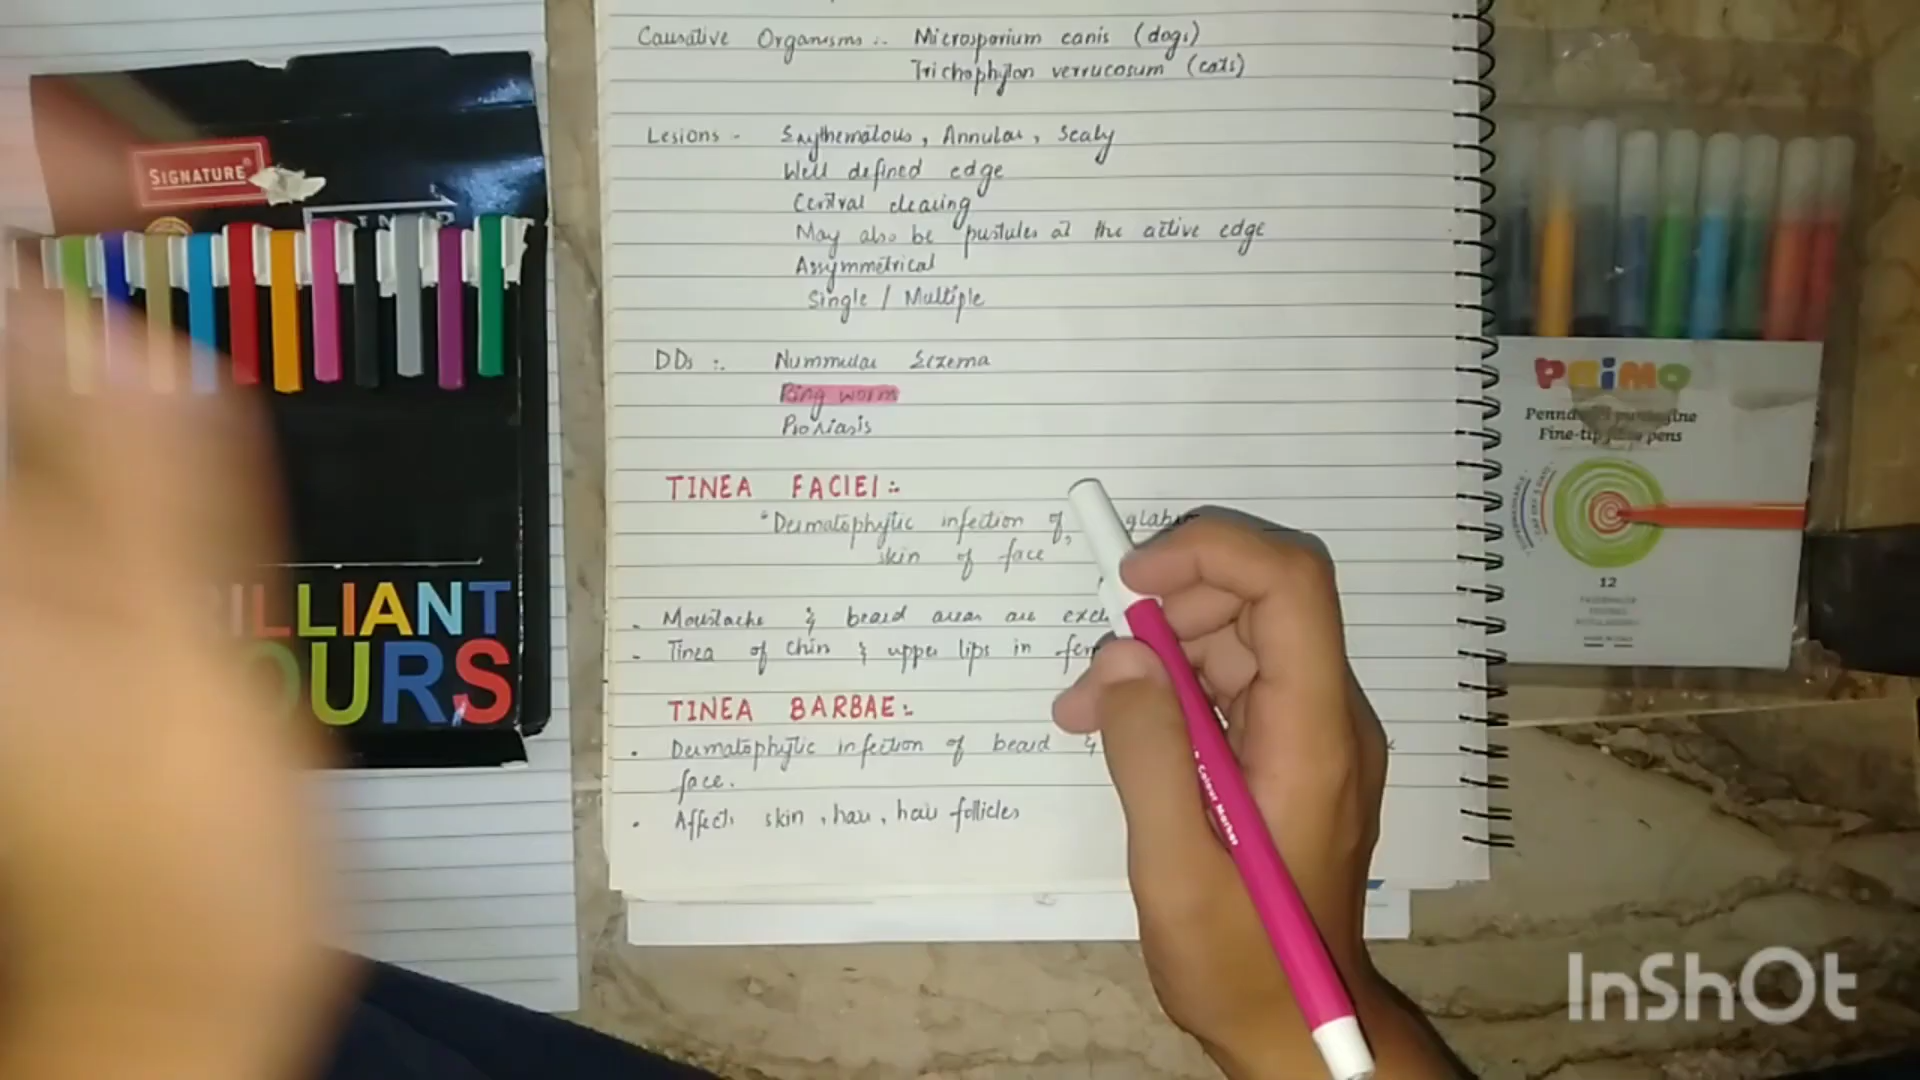 Causative Organisms :. Microsporium canis (dogs)
Trichophyton verrucosum (cats)
Lesions - Erythematous, Annular, Scaly
Well defined edge
Central clearing
May also be pustules at the active edge
Assymmetrical
Single / Multiple
DDs :. Nummular Eczema
Ring worm
Psoriasis
TINEA FACIEI :-
Dermatophytic infection of
skin of face
Moustache & beard areas are
Tinea of chin & upper lips in
TINEA BARBAE :-
Dermatophytic infection of beard &
face.
Affects skin, hair, hair follicles
SIGNATURE
ILLIANT
OURS
Colour Marker
PRIMO
Fine-tip pens
12
InShOt